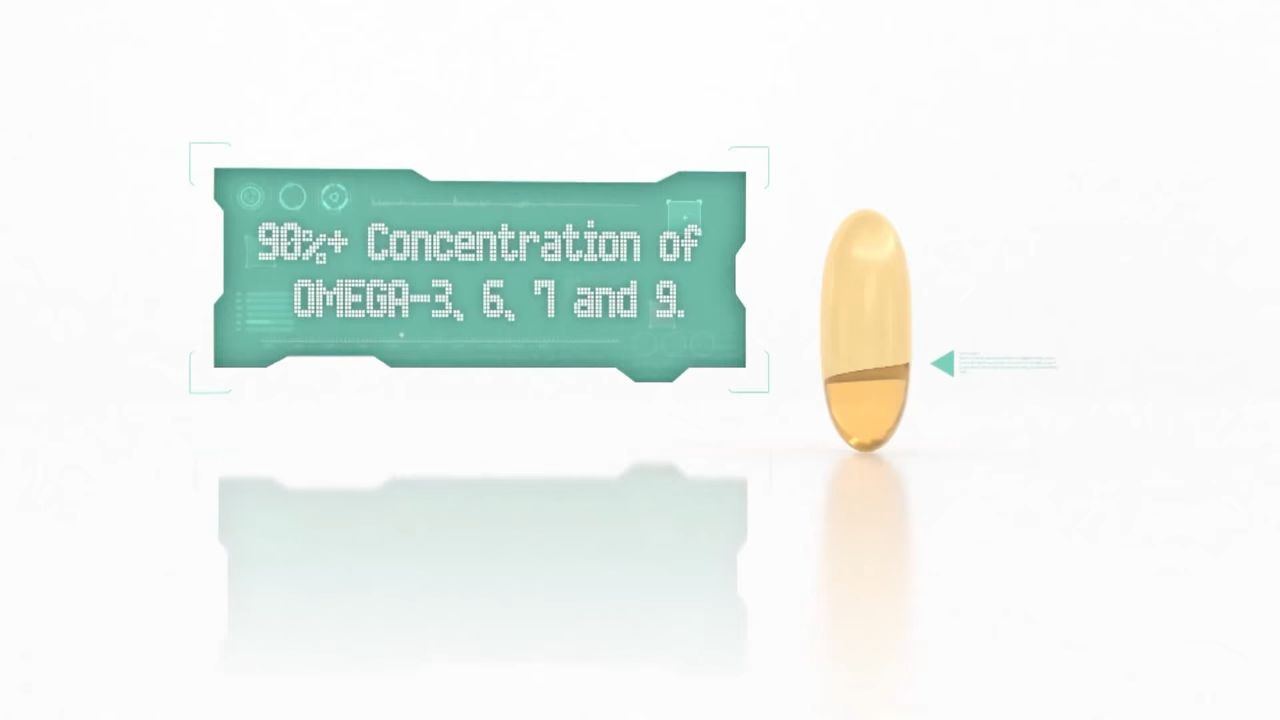 90%+ Concentration of
OMEGA-3, 6, 7 and 9.